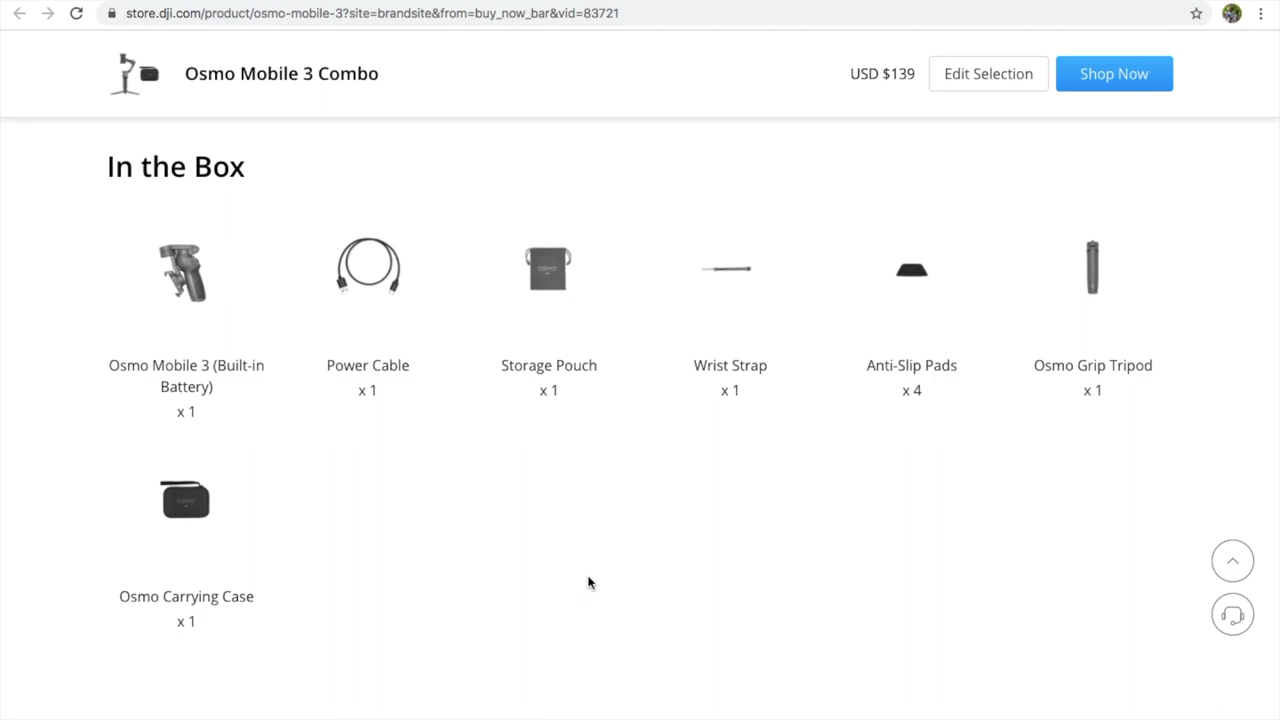 store.dji.com/product/osmo-mobile-3?site=brandsite&from=buy_now_bar&vid=83721
Osmo Mobile 3 Combo
USD $139
Edit Selection
Shop Now
In the Box
Osmo Mobile 3 (Built-in
Battery)
x 1
Power Cable
x 1
Storage Pouch
x 1
Wrist Strap
x 1
Anti-Slip Pads
x 4
Osmo Grip Tripod
x 1
Osmo Carrying Case
x 1